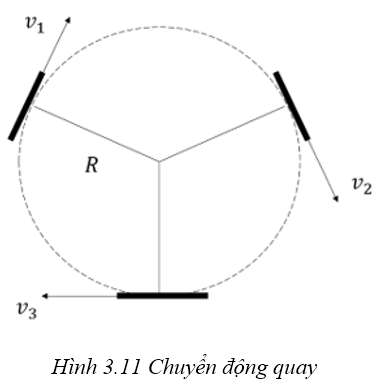 v₁
R
v₂
v₃
Hình 3.11 Chuyển động quay